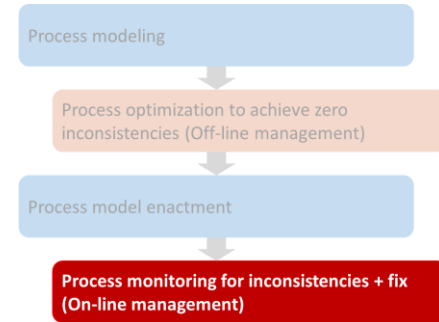 Process modeling
Process optimization to achieve zero
inconsistencies (Off-line management)
Process model enactment
Process monitoring for inconsistencies + fix
(On-line management)